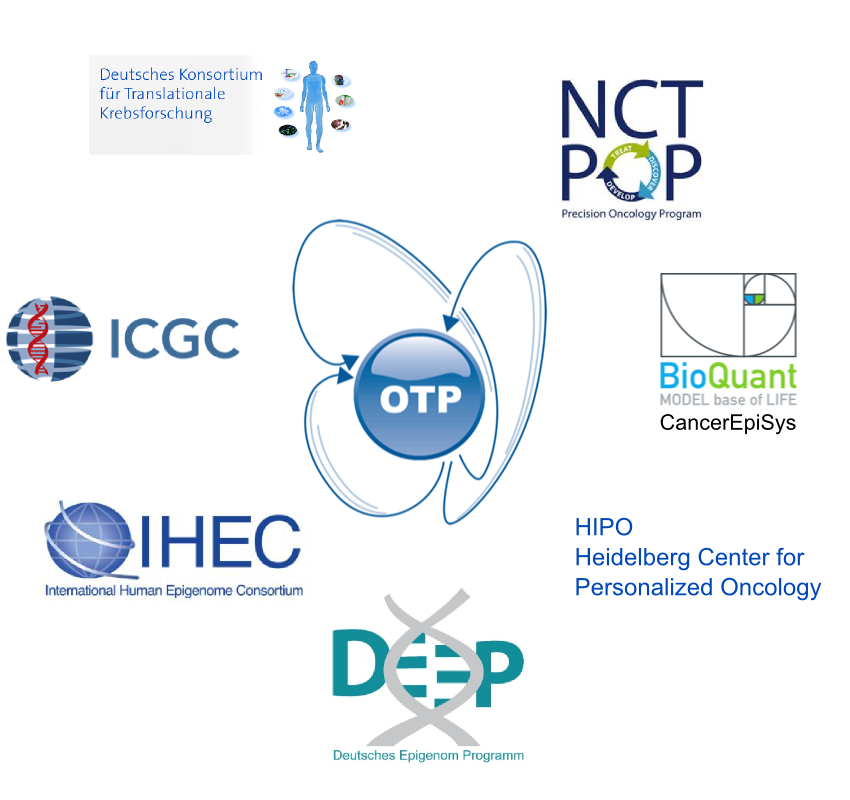 Deutsches Konsortium
für Translationale
Krebsforschung
NCT
POP
TREAT
DISCOVER
DEVELOP
Precision Oncology Program
ICGC
OTP
BioQuant
MODEL base of LIFE
CancerEpiSys
IHEC
International Human Epigenome Consortium
HIPO
Heidelberg Center for
Personalized Oncology
DEEP
Deutsches Epigenom Programm